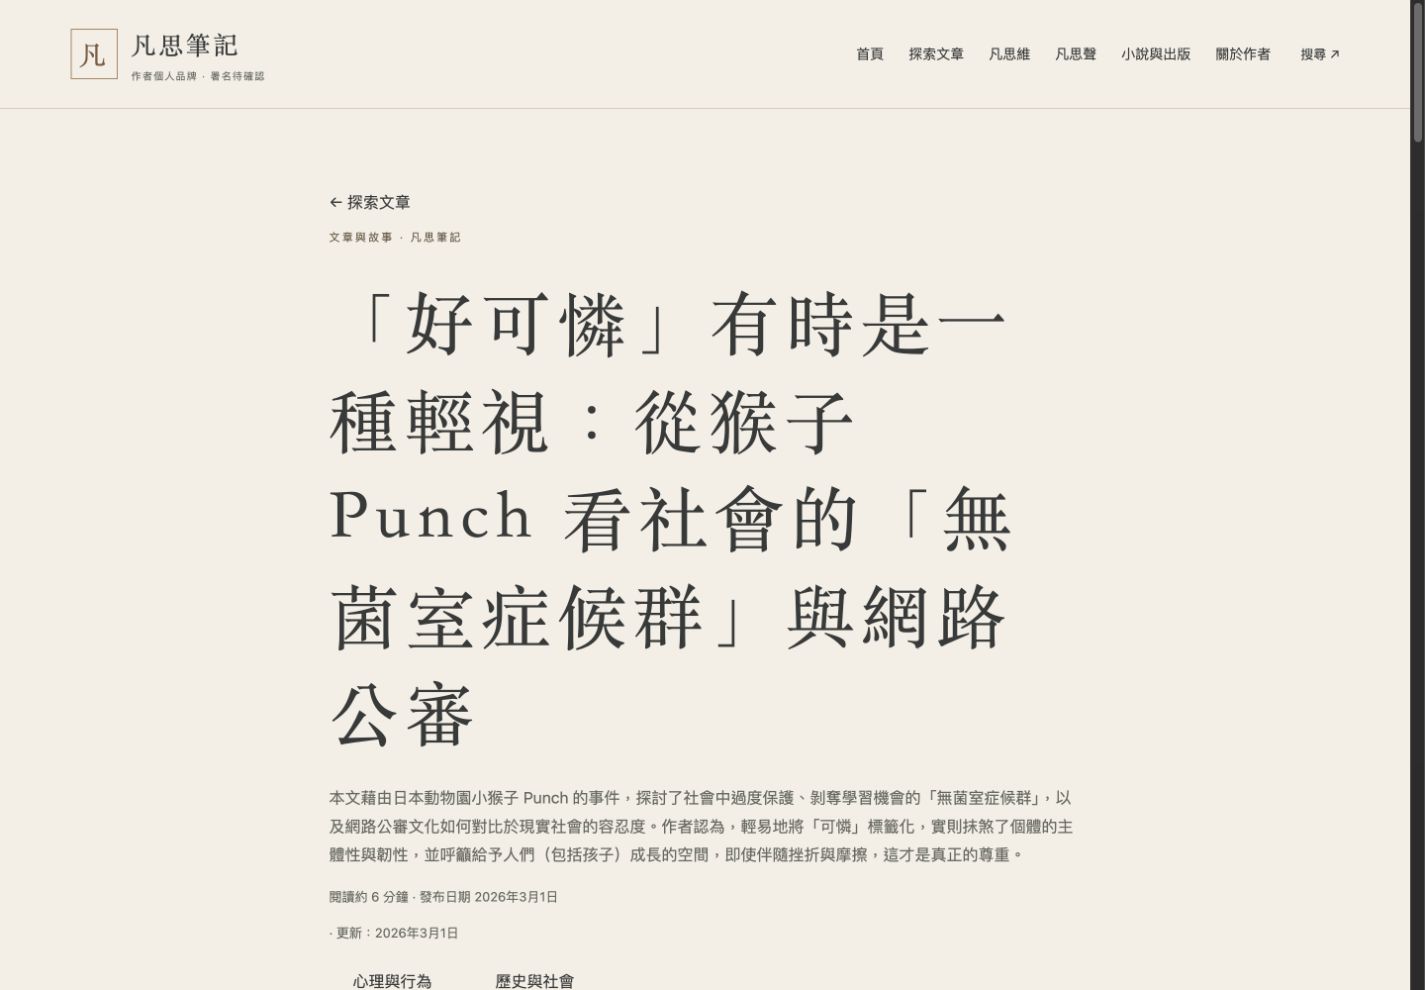 凡
凡思筆記
作者個人品牌 · 署名待確認
首頁 探索文章 凡思維 凡思聲 小說與出版 關於作者 搜尋 ↗
← 探索文章
文章與故事 · 凡思筆記
「好可憐」有時是一
種輕視：從猴子
Punch 看社會的「無
菌室症候群」與網路
公審
本文藉由日本動物園小猴子 Punch 的事件，探討了社會中過度保護、剝奪學習機會的「無菌室症候群」，以
及網路公審文化如何對比於現實社會的容忍度。作者認為，輕易地將「可憐」標籤化，實則抹煞了個體的主
體性與韌性，並呼籲給予人們（包括孩子）成長的空間，即使伴隨挫折與摩擦，這才是真正的尊重。
閱讀約 6 分鐘 · 發布日期 2026年3月1日
· 更新：2026年3月1日
心理與行為 歷史與社會